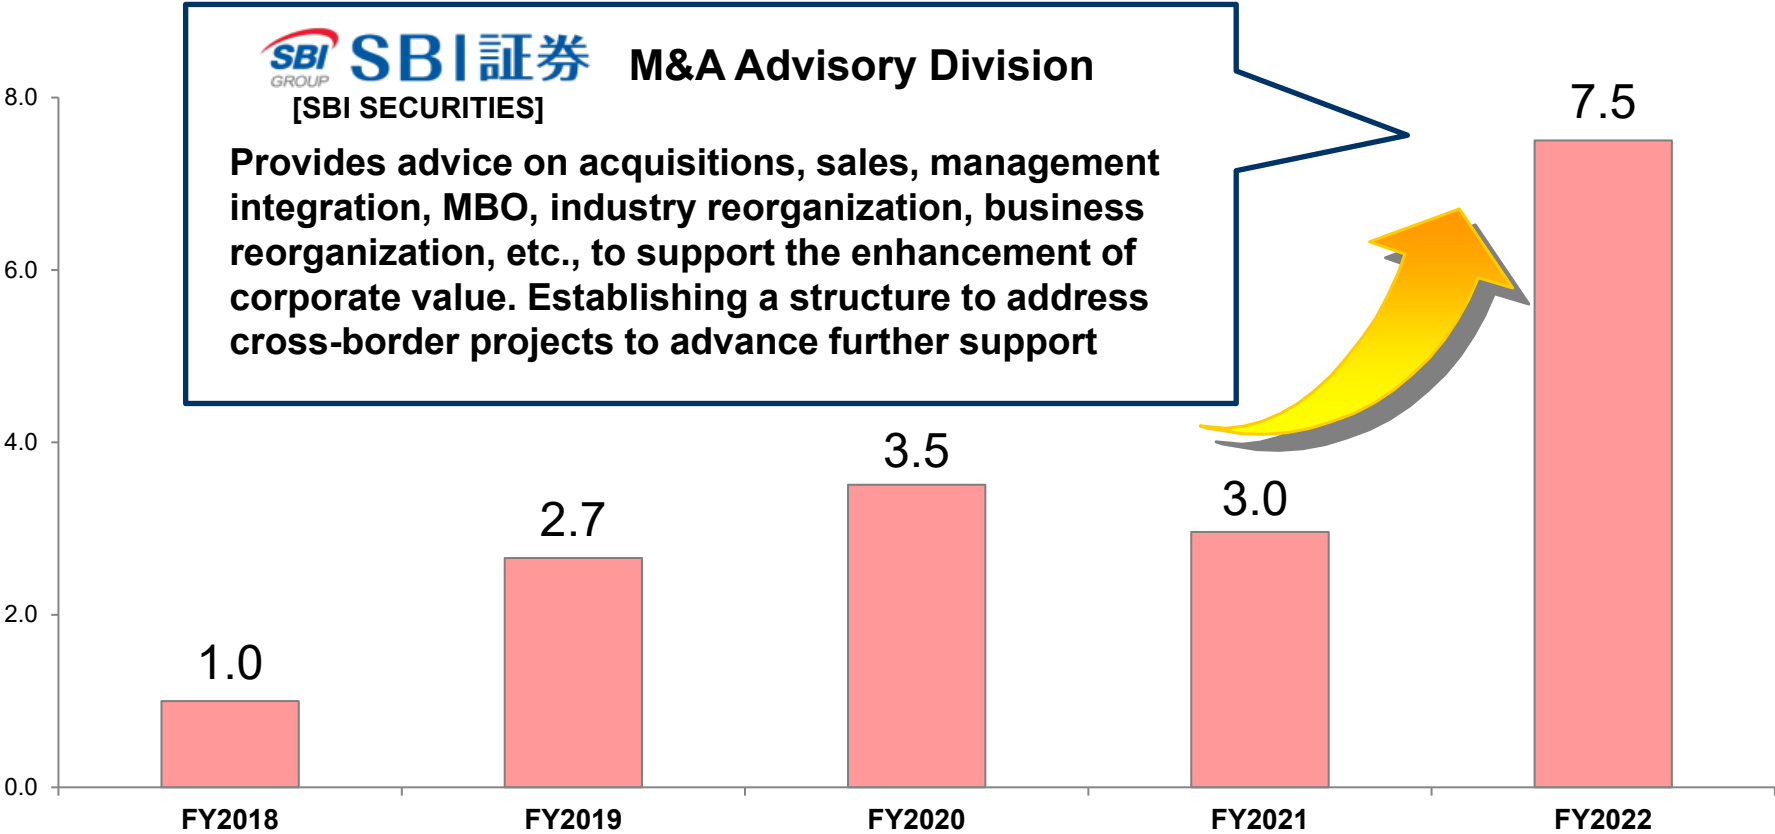 SBI
GROUP
SBI証券
M&A Advisory Division
[SBI SECURITIES]
Provides advice on acquisitions, sales, management
integration, MBO, industry reorganization, business
reorganization, etc., to support the enhancement of
corporate value. Establishing a structure to address
cross-border projects to advance further support
8.0
6.0
4.0
2.0
0.0
1.0
2.7
3.5
3.0
7.5
FY2018
FY2019
FY2020
FY2021
FY2022